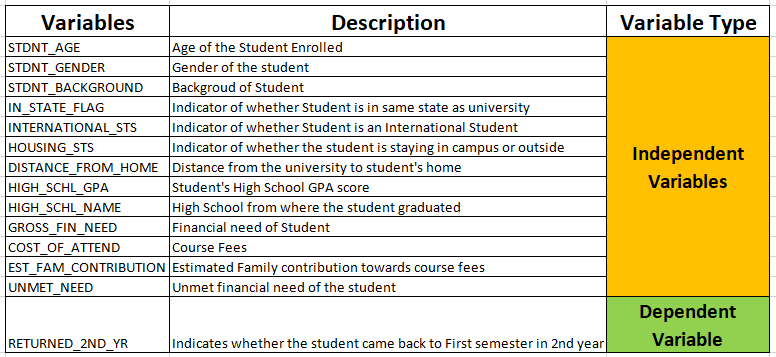 Variables Description Variable Type
STDNT_AGE Age of the Student Enrolled
STDNT_GENDER Gender of the student
STDNT_BACKGROUND Backgroud of Student
IN_STATE_FLAG Indicator of whether Student is in same state as university
INTERNATIONAL_STS Indicator of whether Student is an International Student
HOUSING_STS Indicator of whether the student is staying in campus or outside
DISTANCE_FROM_HOME Distance from the university to student's home
HIGH_SCHL_GPA Student's High School GPA score
HIGH_SCHL_NAME High School from where the student graduated
GROSS_FIN_NEED Financial need of Student
COST_OF_ATTEND Course Fees
EST_FAM_CONTRIBUTION Estimated Family contribution towards course fees
UNMET_NEED Unmet financial need of the student
Independent
Variables
RETURNED_2ND_YR Indicates whether the student came back to First semester in 2nd year
Dependent
Variable